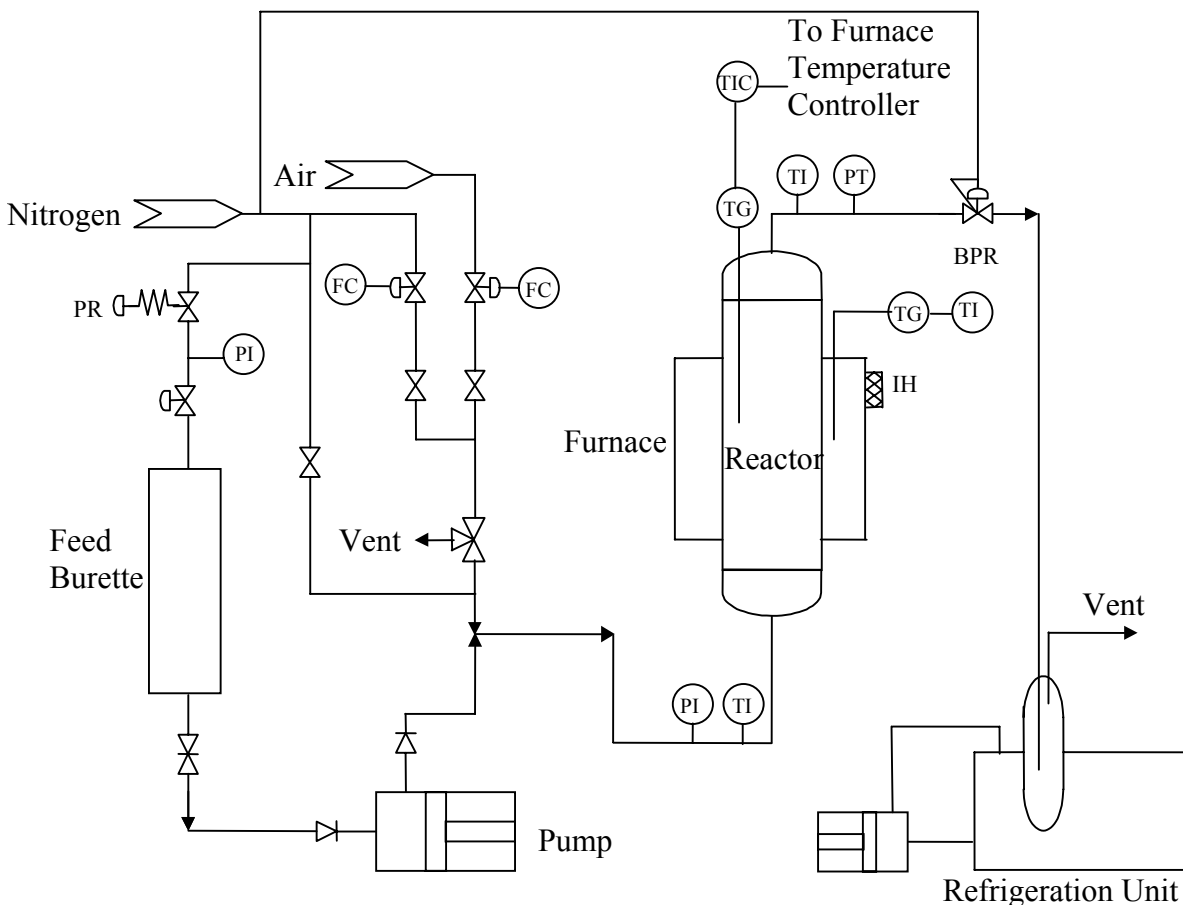 To Furnace
Temperature
Controller
TIC
Air
TI
PT
Nitrogen
TG
BPR
FC
FC
PR
TG
TI
PI
IH
Furnace
Reactor
Feed
Burette
Vent
Vent
PI
TI
Pump
Refrigeration Unit